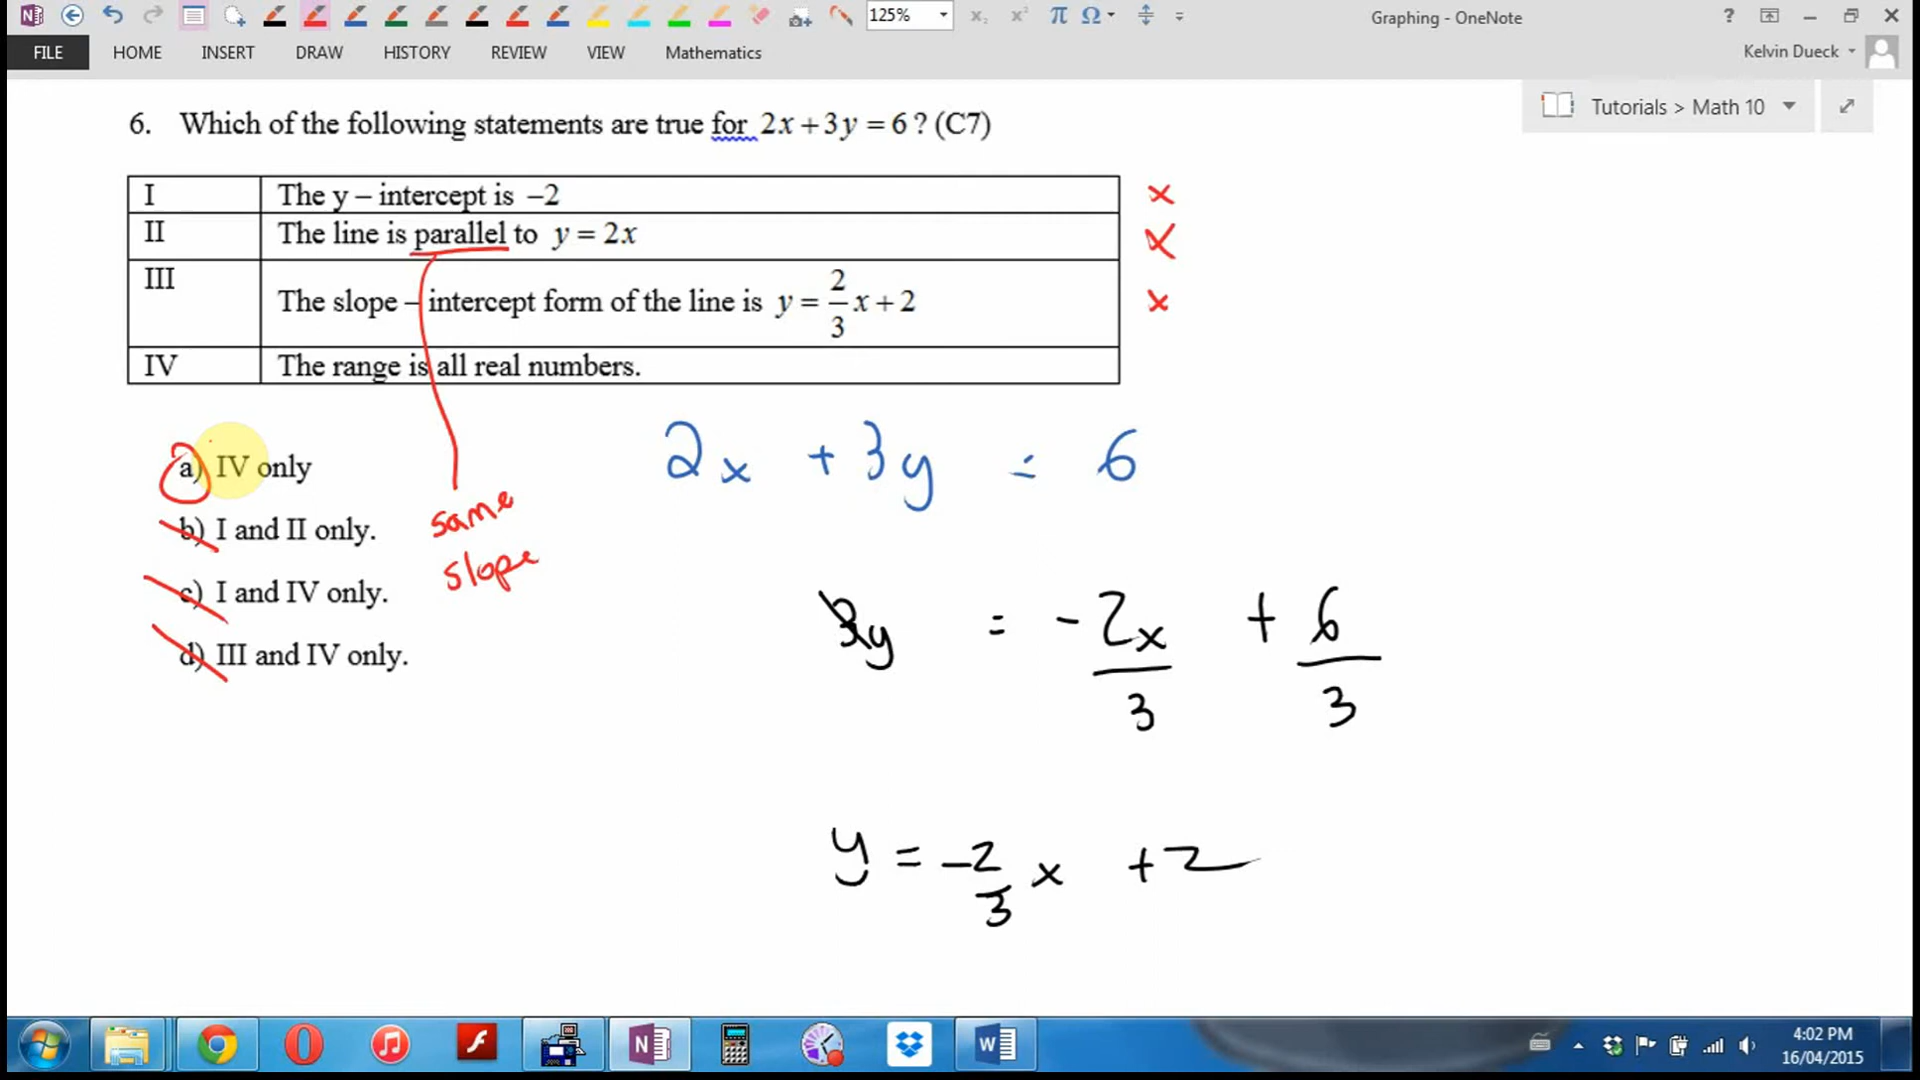 125%
x₂ x² π Ω
Graphing - OneNote
?
FILE HOME INSERT DRAW HISTORY REVIEW VIEW Mathematics
Kelvin Dueck
Tutorials > Math 10
6. Which of the following statements are true for 2x + 3y = 6 ? (C7)
I The y – intercept is –2 x
II The line is parallel to y = 2x x
III The slope – intercept form of the line is y = 2/3 x + 2 x
IV The range is all real numbers.
a) IV only
b) I and II only.
c) I and IV only.
d) III and IV only.
same
slope
2x + 3y = 6
3y = -2x/3 + 6/3
y = -2/3 x + 2
4:02 PM
16/04/2015